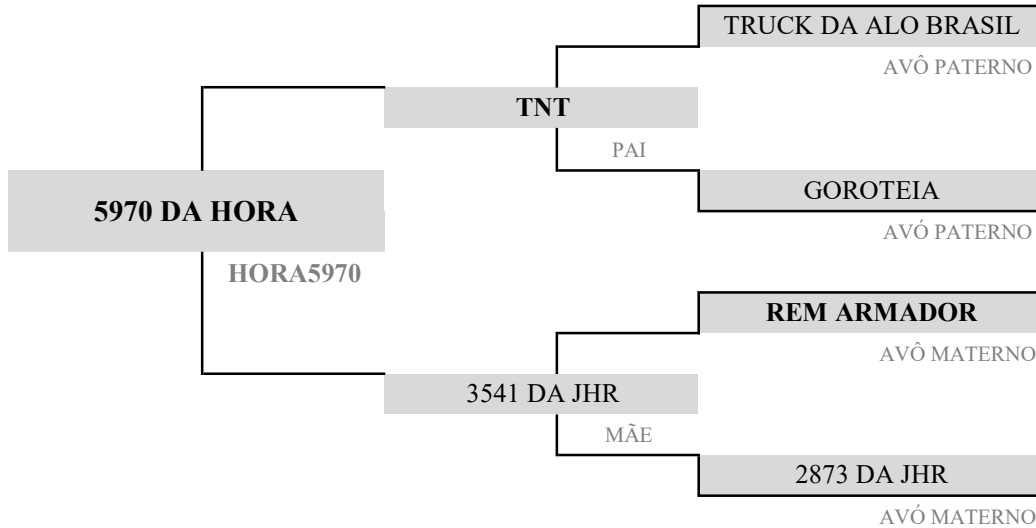 TRUCK DA ALO BRASIL
AVÔ PATERNO
TNT
PAI
GOROTEIA
AVÓ PATERNO
5970 DA HORA
HORA5970
REM ARMADOR
AVÔ MATERNO
3541 DA JHR
MÃE
2873 DA JHR
AVÓ MATERNO